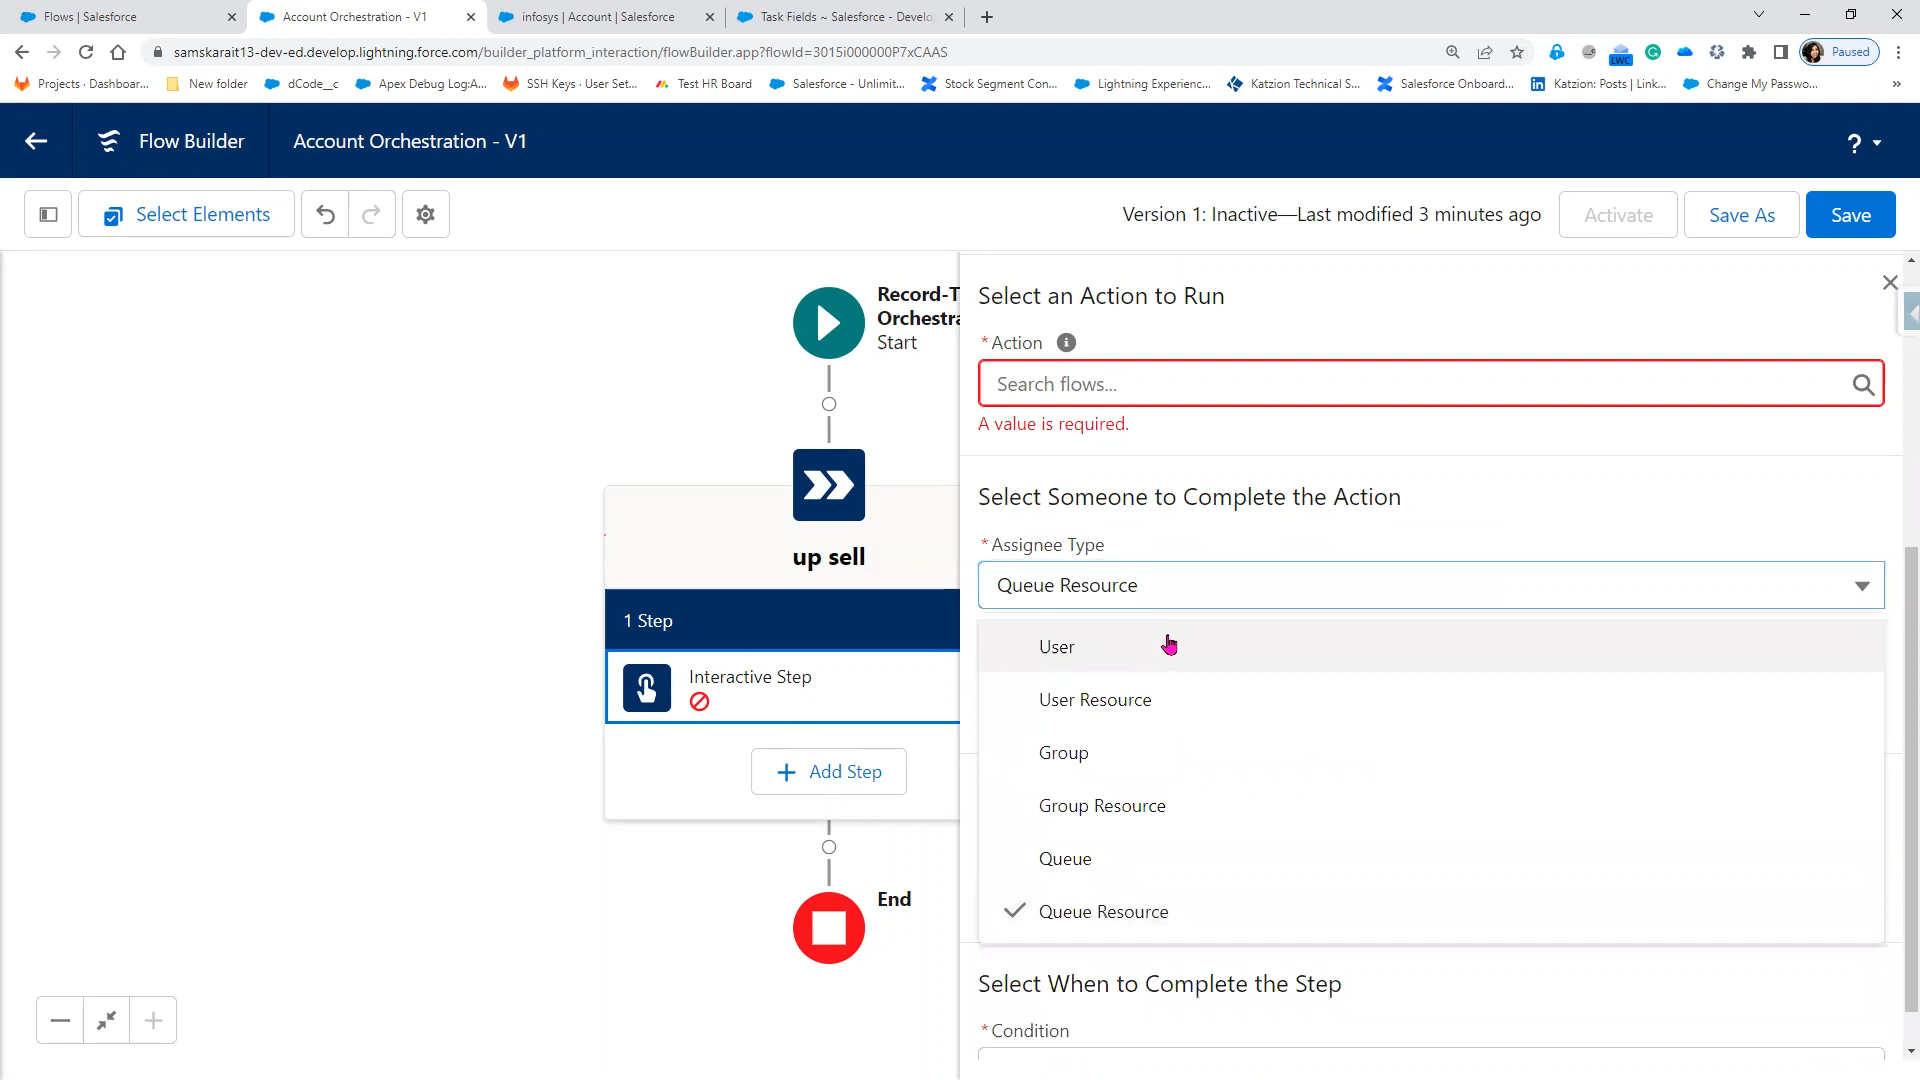 Flows | Salesforce
Account Orchestration - V1
infosys | Account | Salesforce
Task Fields ~ Salesforce - Develo
samskarait13-dev-ed.develop.lightning.force.com/builder_platform_interaction/flowBuilder.app?flowId=3015i000000P7xCAAS
LWC
Paused
Projects · Dashboar...
New folder
dCode__c
Apex Debug Log:A...
SSH Keys · User Set...
Test HR Board
Salesforce - Unlimit...
Stock Segment Con...
Lightning Experienc...
Katzion Technical S...
Salesforce Onboard...
Katzion: Posts | Link...
Change My Passwo...
»
Flow Builder
Account Orchestration - V1
?
Select Elements
Version 1: Inactive—Last modified 3 minutes ago
Activate
Save As
Save
Record-T
Orchestra
Start
up sell
1 Step
Interactive Step
+ Add Step
End
Select an Action to Run
*Action
Search flows...
A value is required.
Select Someone to Complete the Action
*Assignee Type
Queue Resource
User
User Resource
Group
Group Resource
Queue
Queue Resource
Select When to Complete the Step
*Condition